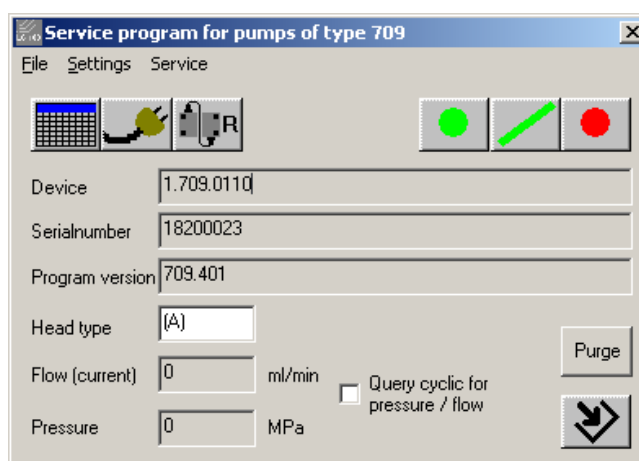 Service program for pumps of type 709
File Settings Service
R
Device 1.709.0110
Serialnumber 18200023
Program version 709.401
Head type (A)
Purge
Flow (current) 0 ml/min
Query cyclic for
pressure / flow
Pressure 0 MPa